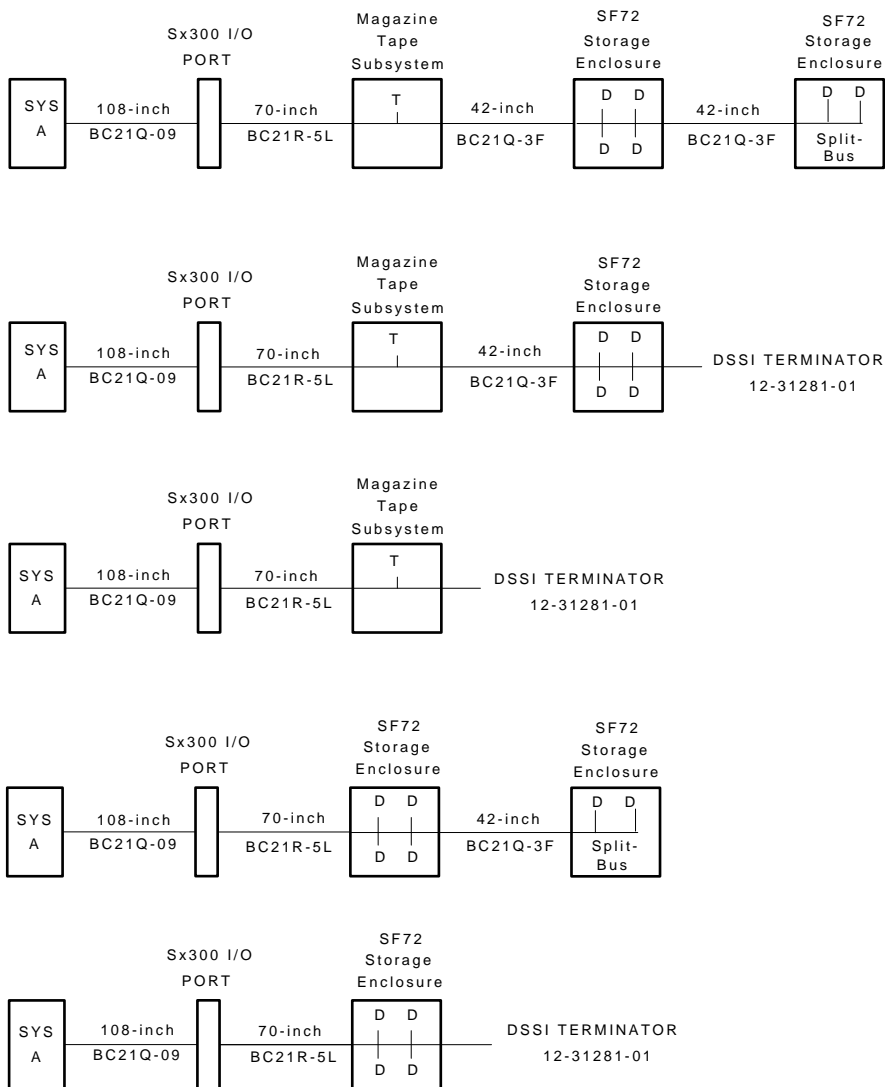 Sx300 I/O
PORT
Magazine
Tape
Subsystem
SF72
Storage
Enclosure
SF72
Storage
Enclosure
SYS
A
108-inch
BC21Q-09
70-inch
BC21R-5L
T
42-inch
BC21Q-3F
D D
D D
42-inch
BC21Q-3F
D D
Split-
Bus
Sx300 I/O
PORT
Magazine
Tape
Subsystem
SF72
Storage
Enclosure
SYS
A
108-inch
BC21Q-09
70-inch
BC21R-5L
T
42-inch
BC21Q-3F
D D
D D
DSSI TERMINATOR
12-31281-01
Sx300 I/O
PORT
Magazine
Tape
Subsystem
SYS
A
108-inch
BC21Q-09
70-inch
BC21R-5L
T
DSSI TERMINATOR
12-31281-01
Sx300 I/O
PORT
SF72
Storage
Enclosure
SF72
Storage
Enclosure
SYS
A
108-inch
BC21Q-09
70-inch
BC21R-5L
D D
D D
42-inch
BC21Q-3F
D D
Split-
Bus
Sx300 I/O
PORT
SF72
Storage
Enclosure
SYS
A
108-inch
BC21Q-09
70-inch
BC21R-5L
D D
D D
DSSI TERMINATOR
12-31281-01